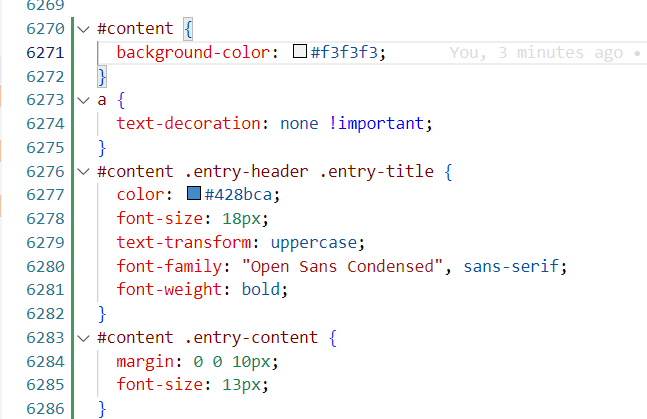 6269
6270 #content {
6271 background-color: #f3f3f3; You, 3 minutes ago •
6272 }
6273 a {
6274 text-decoration: none !important;
6275 }
6276 #content .entry-header .entry-title {
6277 color: #428bca;
6278 font-size: 18px;
6279 text-transform: uppercase;
6280 font-family: "Open Sans Condensed", sans-serif;
6281 font-weight: bold;
6282 }
6283 #content .entry-content {
6284 margin: 0 0 10px;
6285 font-size: 13px;
6286 }